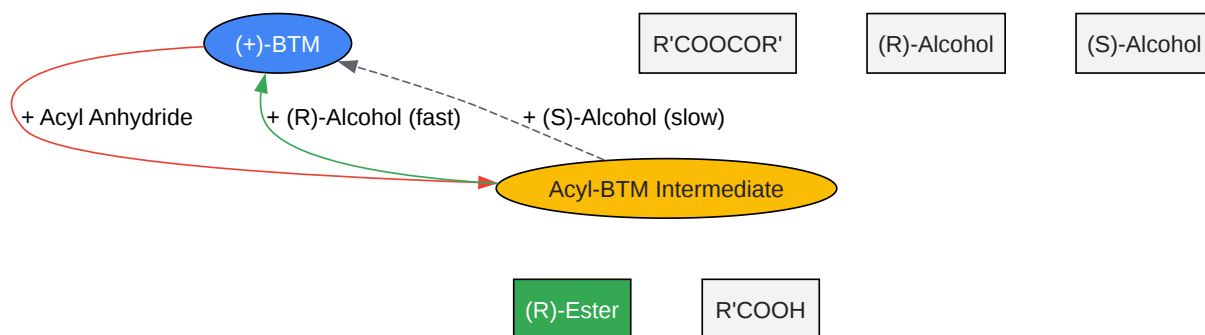 (+)-BTM
R'COOCOR'
(R)-Alcohol
(S)-Alcohol
+ Acyl Anhydride
+ (R)-Alcohol (fast)
+ (S)-Alcohol (slow)
Acyl-BTM Intermediate
(R)-Ester
R'COOH